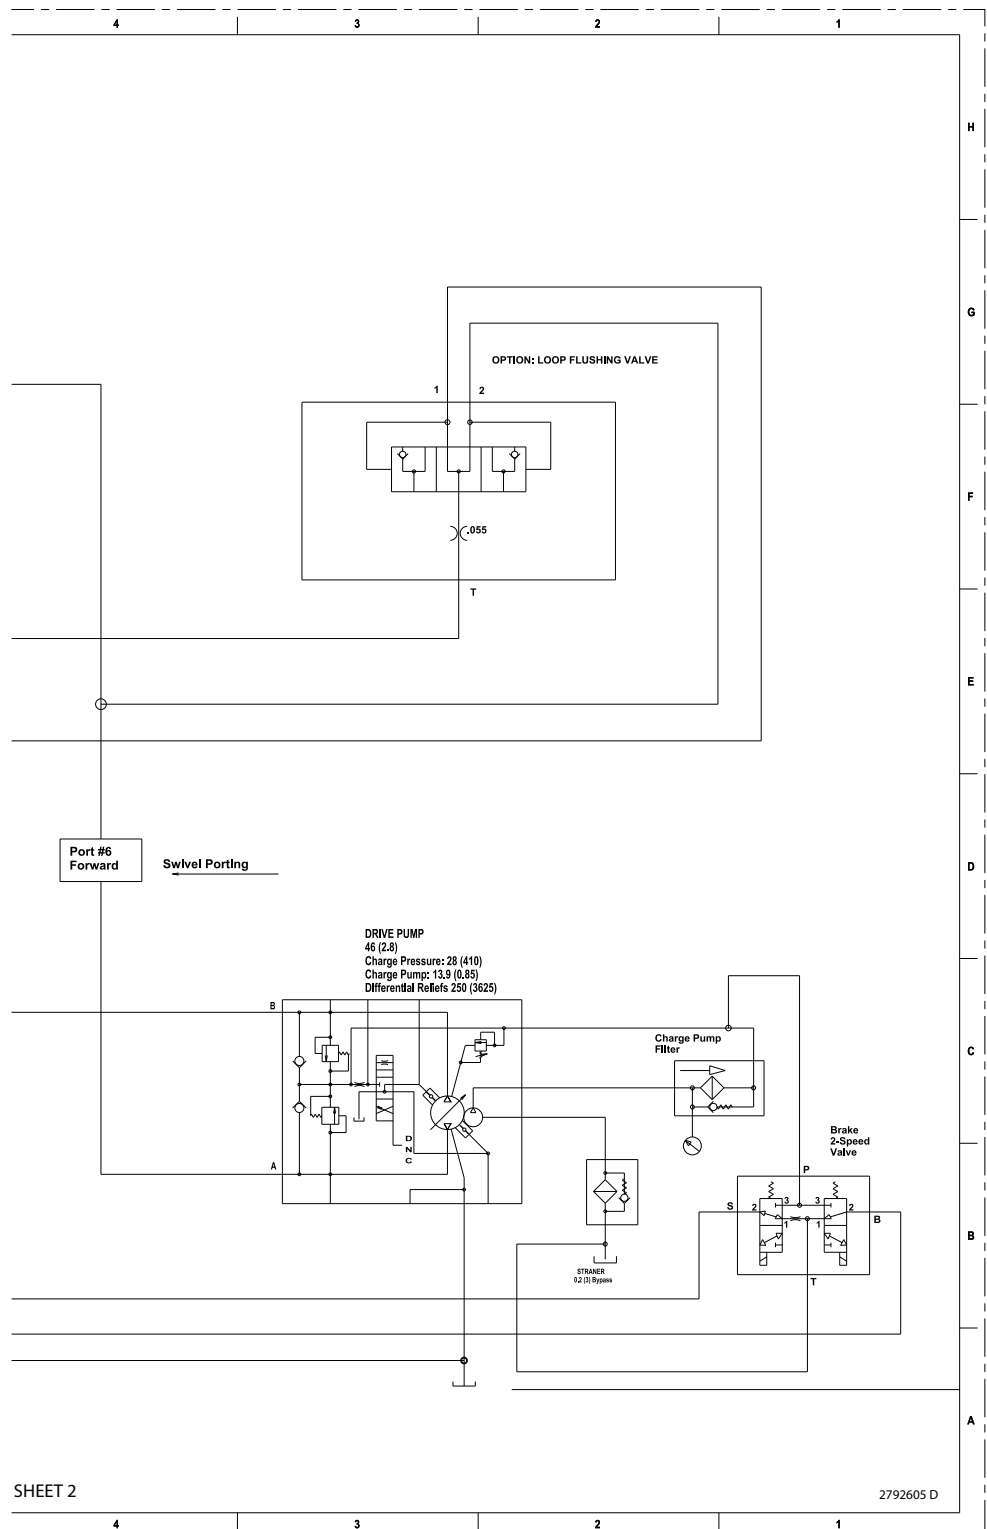 4 3 2 1
H
G
OPTION: LOOP FLUSHING VALVE
1 2
F
.055
T
E
Port #6
Forward
Swivel Porting
D
DRIVE PUMP
46 (2.8)
Charge Pressure: 28 (410)
Charge Pump: 13.9 (0.85)
Differential Reliefs 250 (3625)
B
Charge Pump
Filter
C
Brake
2-Speed
Valve
D
N
C
A
P
S 2 3 3 2 B
1 1
B
T
STRANER
0.2 (3) Bypass
A
SHEET 2
2792605 D
4 3 2 1